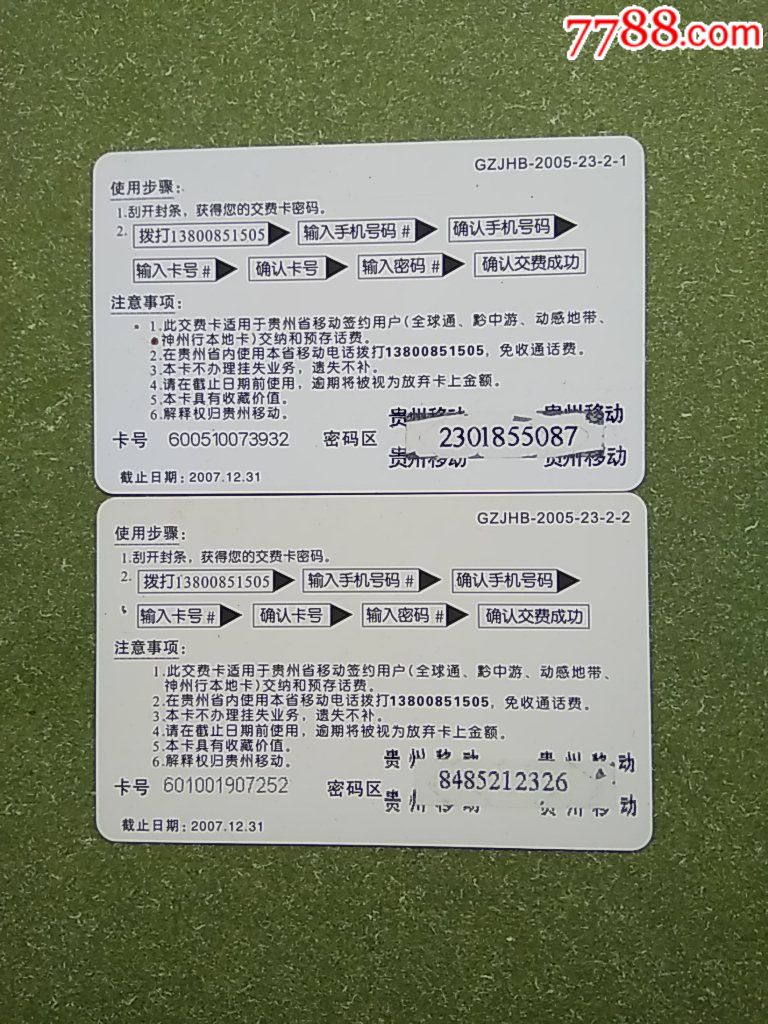 7788.com
GZJHB-2005-23-2-1
使用步骤:
1.刮开封条，获得您的交费卡密码。
2. 拨打13800851505 输入手机号码 # 确认手机号码
输入卡号 # 确认卡号 输入密码 # 确认交费成功
注意事项:
1.此交费卡适用于贵州省移动签约用户(全球通、黔中游、动感地带、
神州行本地卡)交纳和预存话费。
2.在贵州省内使用本省移动电话拨打13800851505，免收通话费。
3.本卡不办理挂失业务，遗失不补。
4.请在截止日期前使用，逾期将被视为放弃卡上金额。
5.本卡具有收藏价值。
6.解释权归贵州移动。
贵州移动 贵州移动
卡号 600510073932 密码区 2301855087
贵州移动 贵州移动
截止日期: 2007.12.31
GZJHB-2005-23-2-2
使用步骤:
1.刮开封条，获得您的交费卡密码。
2. 拨打13800851505 输入手机号码 # 确认手机号码
输入卡号 # 确认卡号 输入密码 # 确认交费成功
注意事项:
1.此交费卡适用于贵州省移动签约用户(全球通、黔中游、动感地带、
神州行本地卡)交纳和预存话费。
2.在贵州省内使用本省移动电话拨打13800851505，免收通话费。
3.本卡不办理挂失业务，遗失不补。
4.请在截止日期前使用，逾期将被视为放弃卡上金额。
5.本卡具有收藏价值。
6.解释权归贵州移动。
贵州移动 贵州移动
卡号 601001907252 密码区 8485212326
贵州移动 贵州移动
截止日期: 2007.12.31